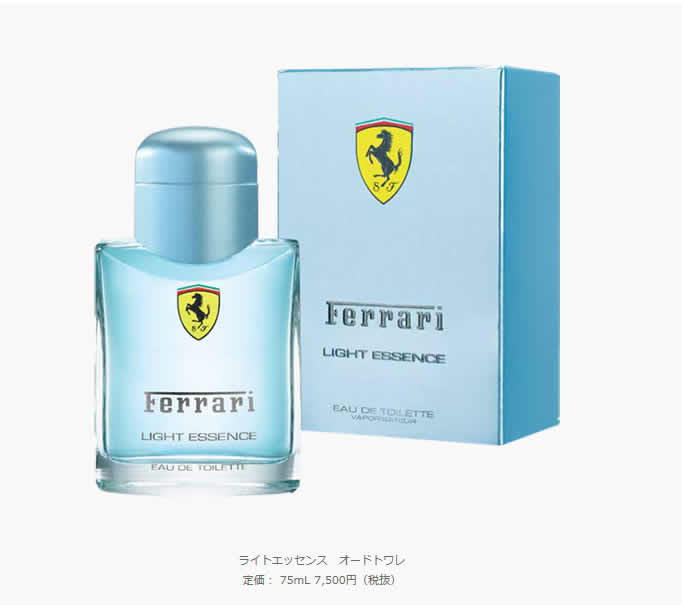 S F
Ferrari
LIGHT ESSENCE
EAU DE TOILETTE
VAPORISATEUR
S F
Ferrari
LIGHT ESSENCE
EAU DE TOILETTE
ライトエッセンス　オードトワレ
定価： 75mL 7,500円（税抜）